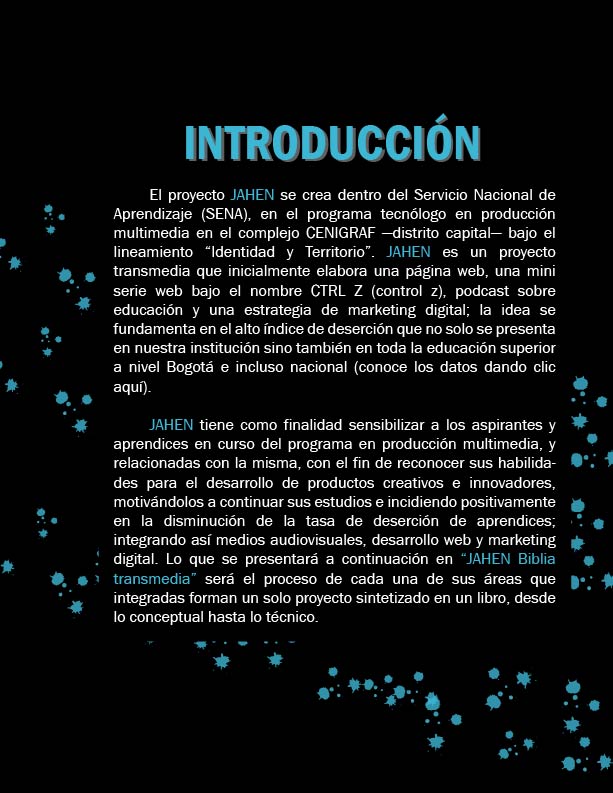 INTRODUCCIÓN
El proyecto JAHEN se crea dentro del Servicio Nacional de
Aprendizaje (SENA), en el programa tecnólogo en producción
multimedia en el complejo CENIGRAF —distrito capital— bajo el
lineamiento “Identidad y Territorio”. JAHEN es un proyecto
transmedia que inicialmente elabora una página web, una mini
serie web bajo el nombre CTRL Z (control z), podcast sobre
educación y una estrategia de marketing digital; la idea se
fundamenta en el alto índice de deserción que no solo se presenta
en nuestra institución sino también en toda la educación superior
a nivel Bogotá e incluso nacional (conoce los datos dando clic
aquí).
JAHEN tiene como finalidad sensibilizar a los aspirantes y
aprendices en curso del programa en producción multimedia, y
relacionadas con la misma, con el fin de reconocer sus habilida-
des para el desarrollo de productos creativos e innovadores,
motivándolos a continuar sus estudios e incidiendo positivamente
en la disminución de la tasa de deserción de aprendices;
integrando así medios audiovisuales, desarrollo web y marketing
digital. Lo que se presentará a continuación en “JAHEN Biblia
transmedia” será el proceso de cada una de sus áreas que
integradas forman un solo proyecto sintetizado en un libro, desde
lo conceptual hasta lo técnico.